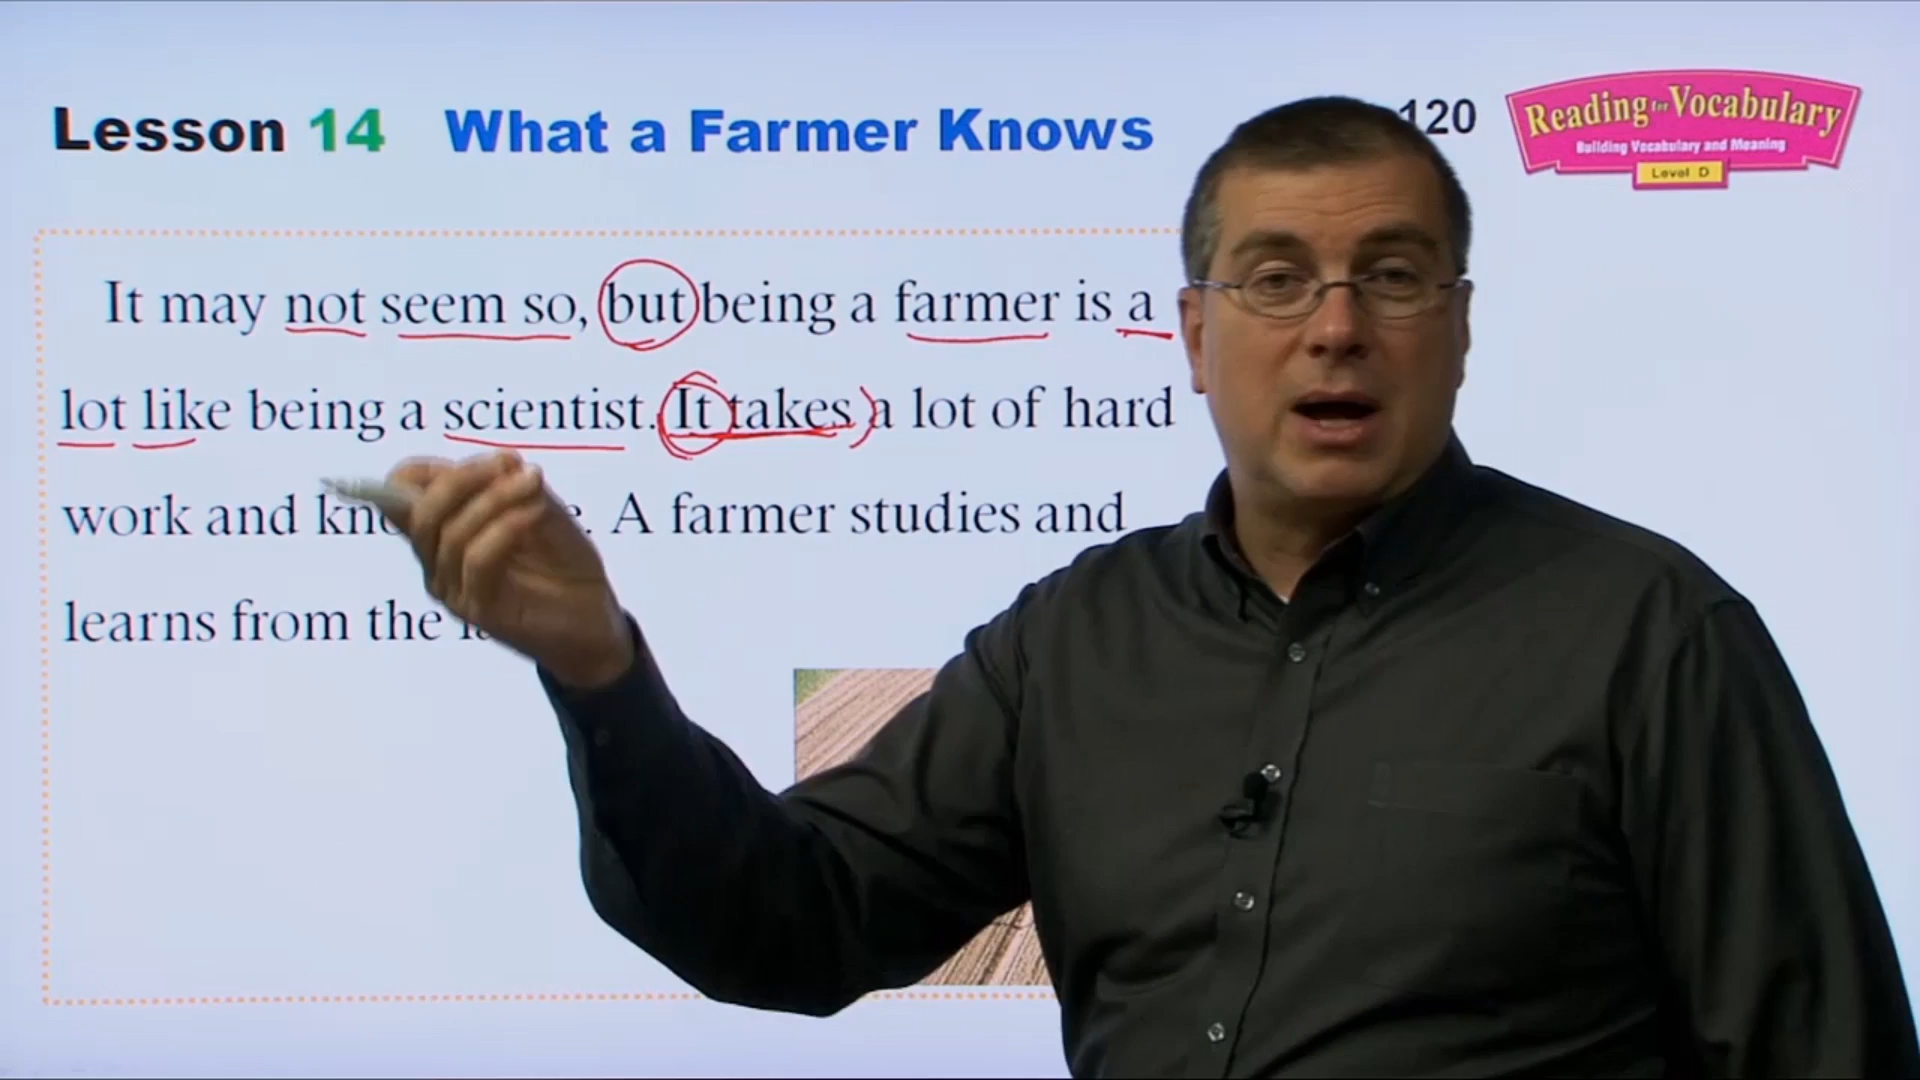 Lesson 14 What a Farmer Knows
120
Reading for Vocabulary
Building Vocabulary and Meaning
Level D
It may not seem so, but being a farmer is a
lot like being a scientist. It takes a lot of hard
work and A farmer studies and
learns from the